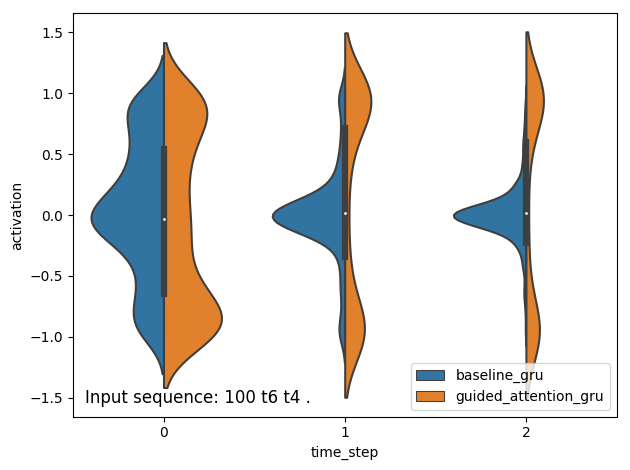 1.5
1.0
0.5
0.0
−0.5
−1.0
−1.5
activation
Input sequence: 100 t6 t4 .
baseline_gru
guided_attention_gru
0 1 2
time_step